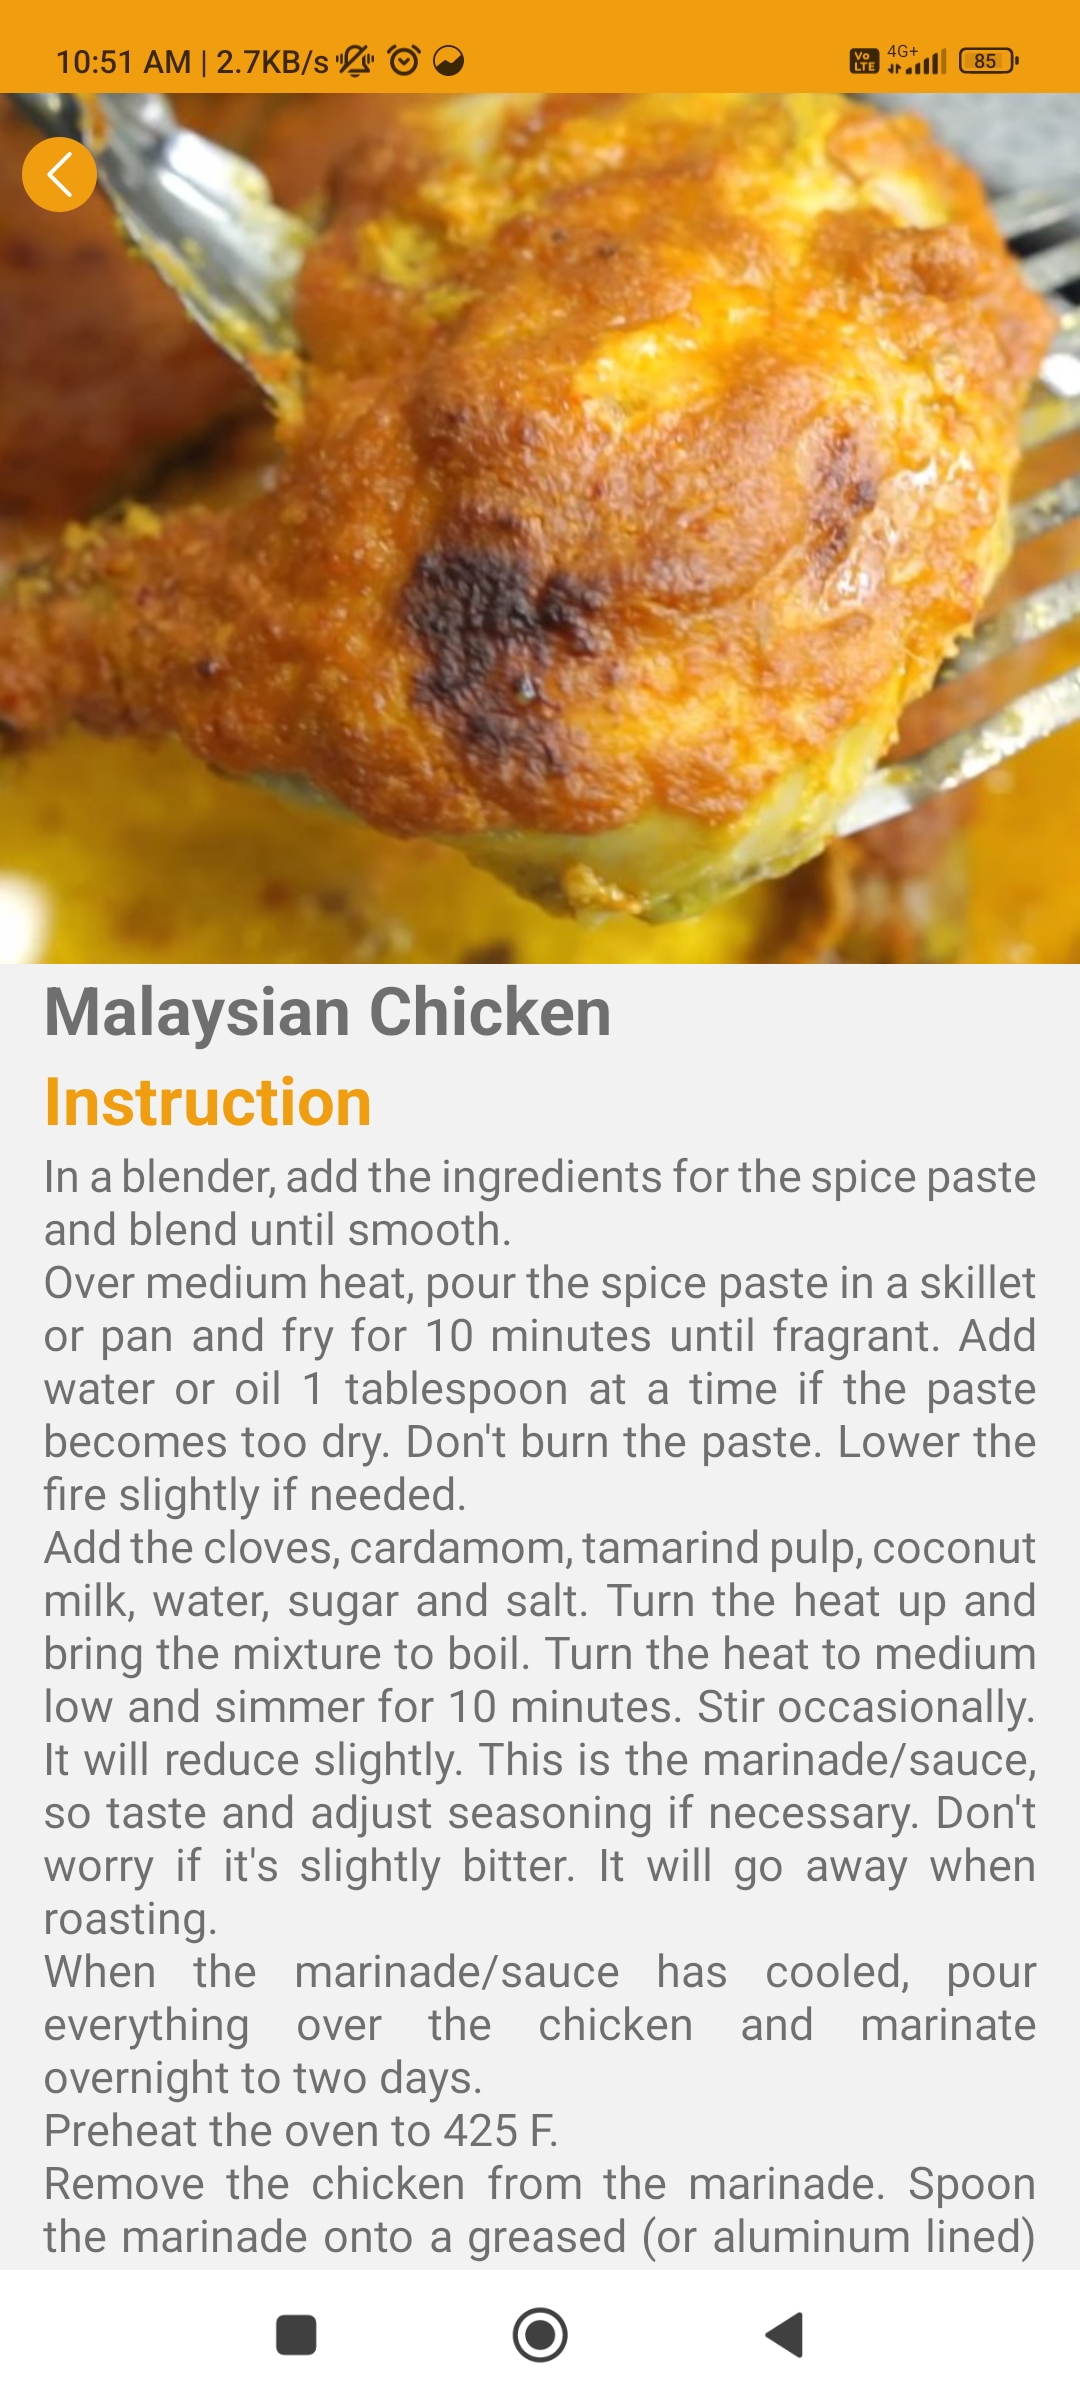 10:51 AM | 2.7KB/s
Vo LTE 4G+ 85
Malaysian Chicken
Instruction
In a blender, add the ingredients for the spice paste
and blend until smooth.
Over medium heat, pour the spice paste in a skillet
or pan and fry for 10 minutes until fragrant. Add
water or oil 1 tablespoon at a time if the paste
becomes too dry. Don't burn the paste. Lower the
fire slightly if needed.
Add the cloves, cardamom, tamarind pulp, coconut
milk, water, sugar and salt. Turn the heat up and
bring the mixture to boil. Turn the heat to medium
low and simmer for 10 minutes. Stir occasionally.
It will reduce slightly. This is the marinade/sauce,
so taste and adjust seasoning if necessary. Don't
worry if it's slightly bitter. It will go away when
roasting.
When the marinade/sauce has cooled, pour
everything over the chicken and marinate
overnight to two days.
Preheat the oven to 425 F.
Remove the chicken from the marinade. Spoon
the marinade onto a greased (or aluminum lined)